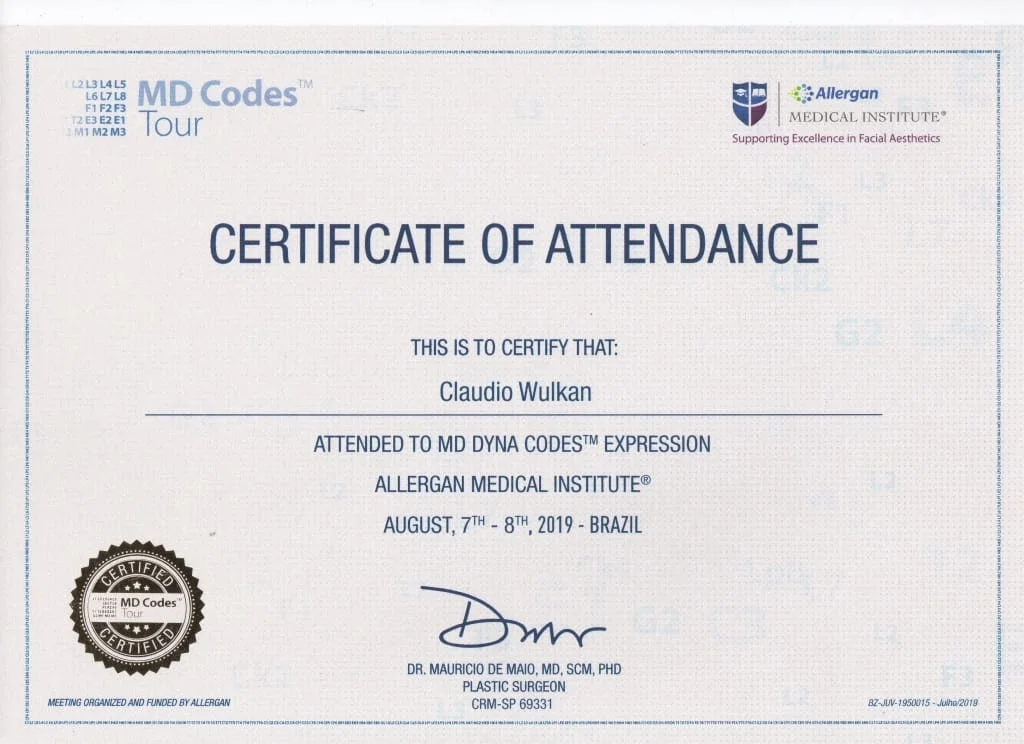 L2 L3 L4 L5
L6 L7 L8
F1 F2 F3
T2 E3 E2 E1
M1 M2 M3
MD Codes™
Tour
Allergan
MEDICAL INSTITUTE®
Supporting Excellence in Facial Aesthetics
CERTIFICATE OF ATTENDANCE
THIS IS TO CERTIFY THAT:
Claudio Wulkan
ATTENDED TO MD DYNA CODES™ EXPRESSION
ALLERGAN MEDICAL INSTITUTE®
AUGUST, 7TH - 8TH, 2019 - BRAZIL
CERTIFIED
MD Codes™
Tour
CERTIFIED
DR. MAURICIO DE MAIO, MD, SCM, PHD
PLASTIC SURGEON
CRM-SP 69331
MEETING ORGANIZED AND FUNDED BY ALLERGAN
BZ-JUV-1950015 - Julho/2019